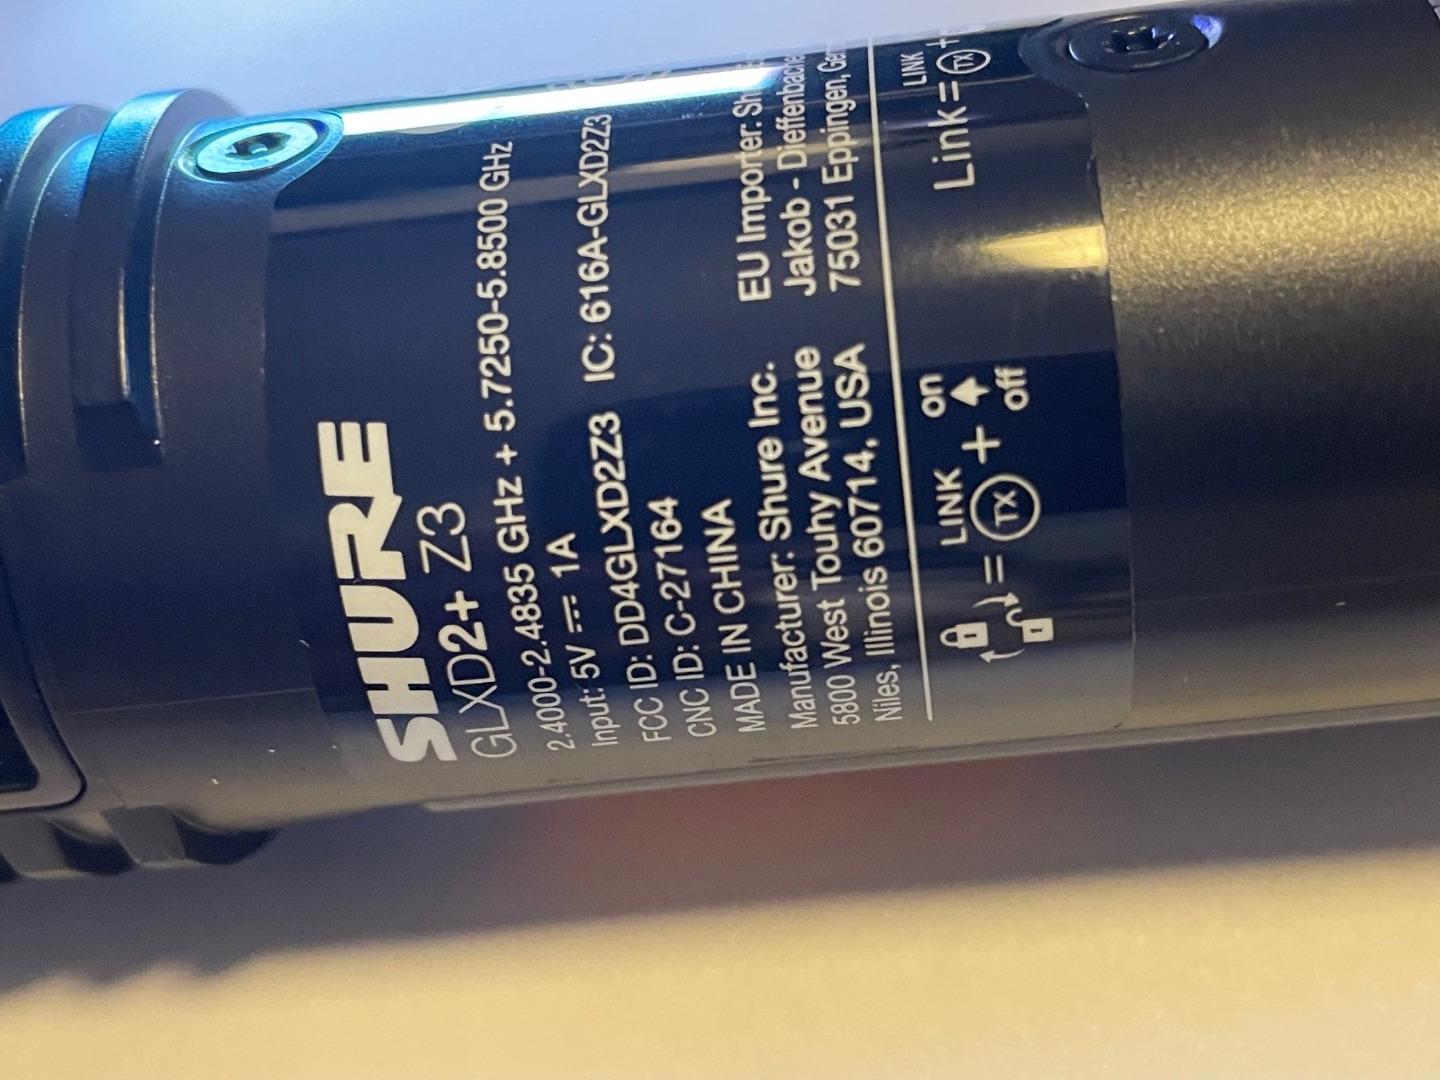 SHURE
GLXD2+ Z3
2.4000-2.4835 GHz + 5.7250-5.8500 GHz
Input: 5V ⎓ 1A
FCC ID: DD4GLXD2Z3 IC: 616A-GLXD2Z3
CNC ID: C-27164
MADE IN CHINA
Manufacturer: Shure Inc.
5800 West Touhy Avenue
Niles, Illinois 60714, USA
EU Importer:
Jakob - Dieffenbache
75031 Eppingen,
LINK on
= TX +
off
LINK
Link= TX +